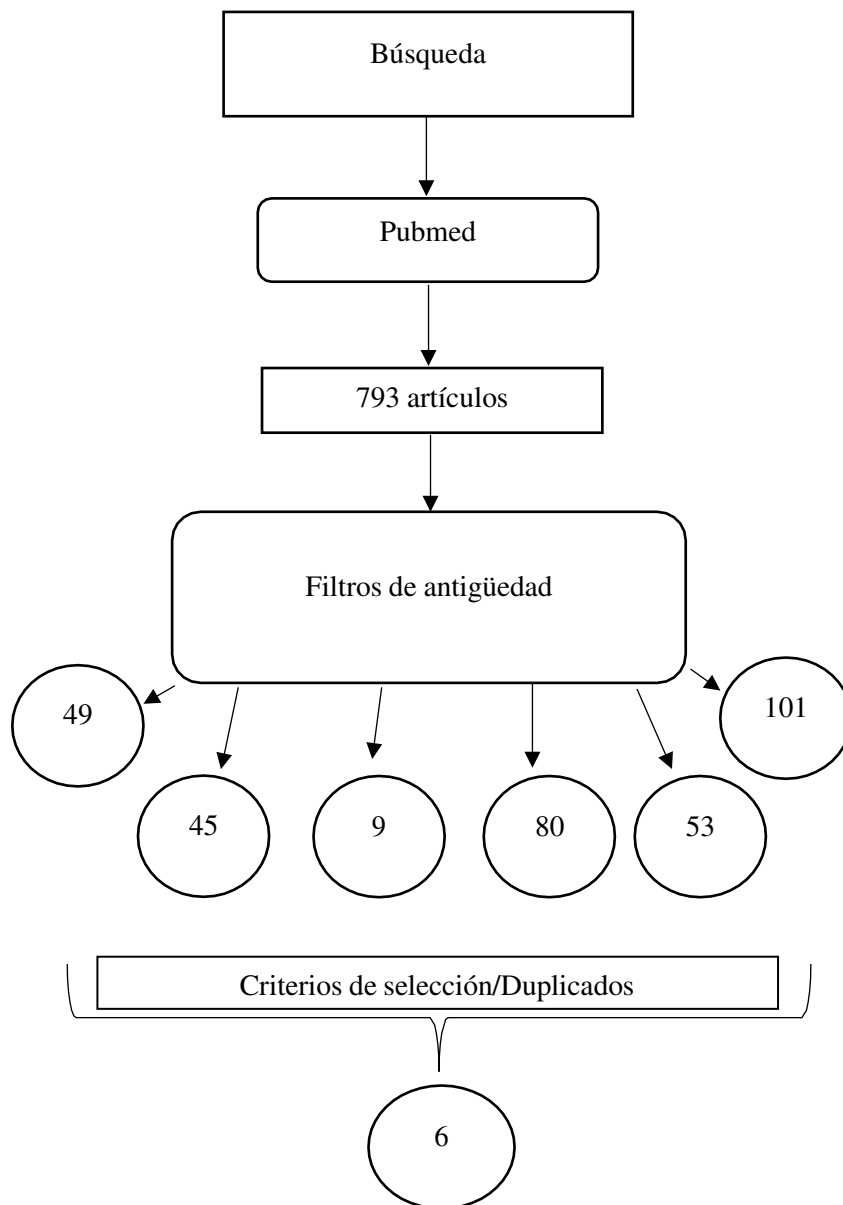 Búsqueda
Pubmed
793 artículos
Filtros de antigüedad
49
101
45
9
80
53
Criterios de selección/Duplicados
6